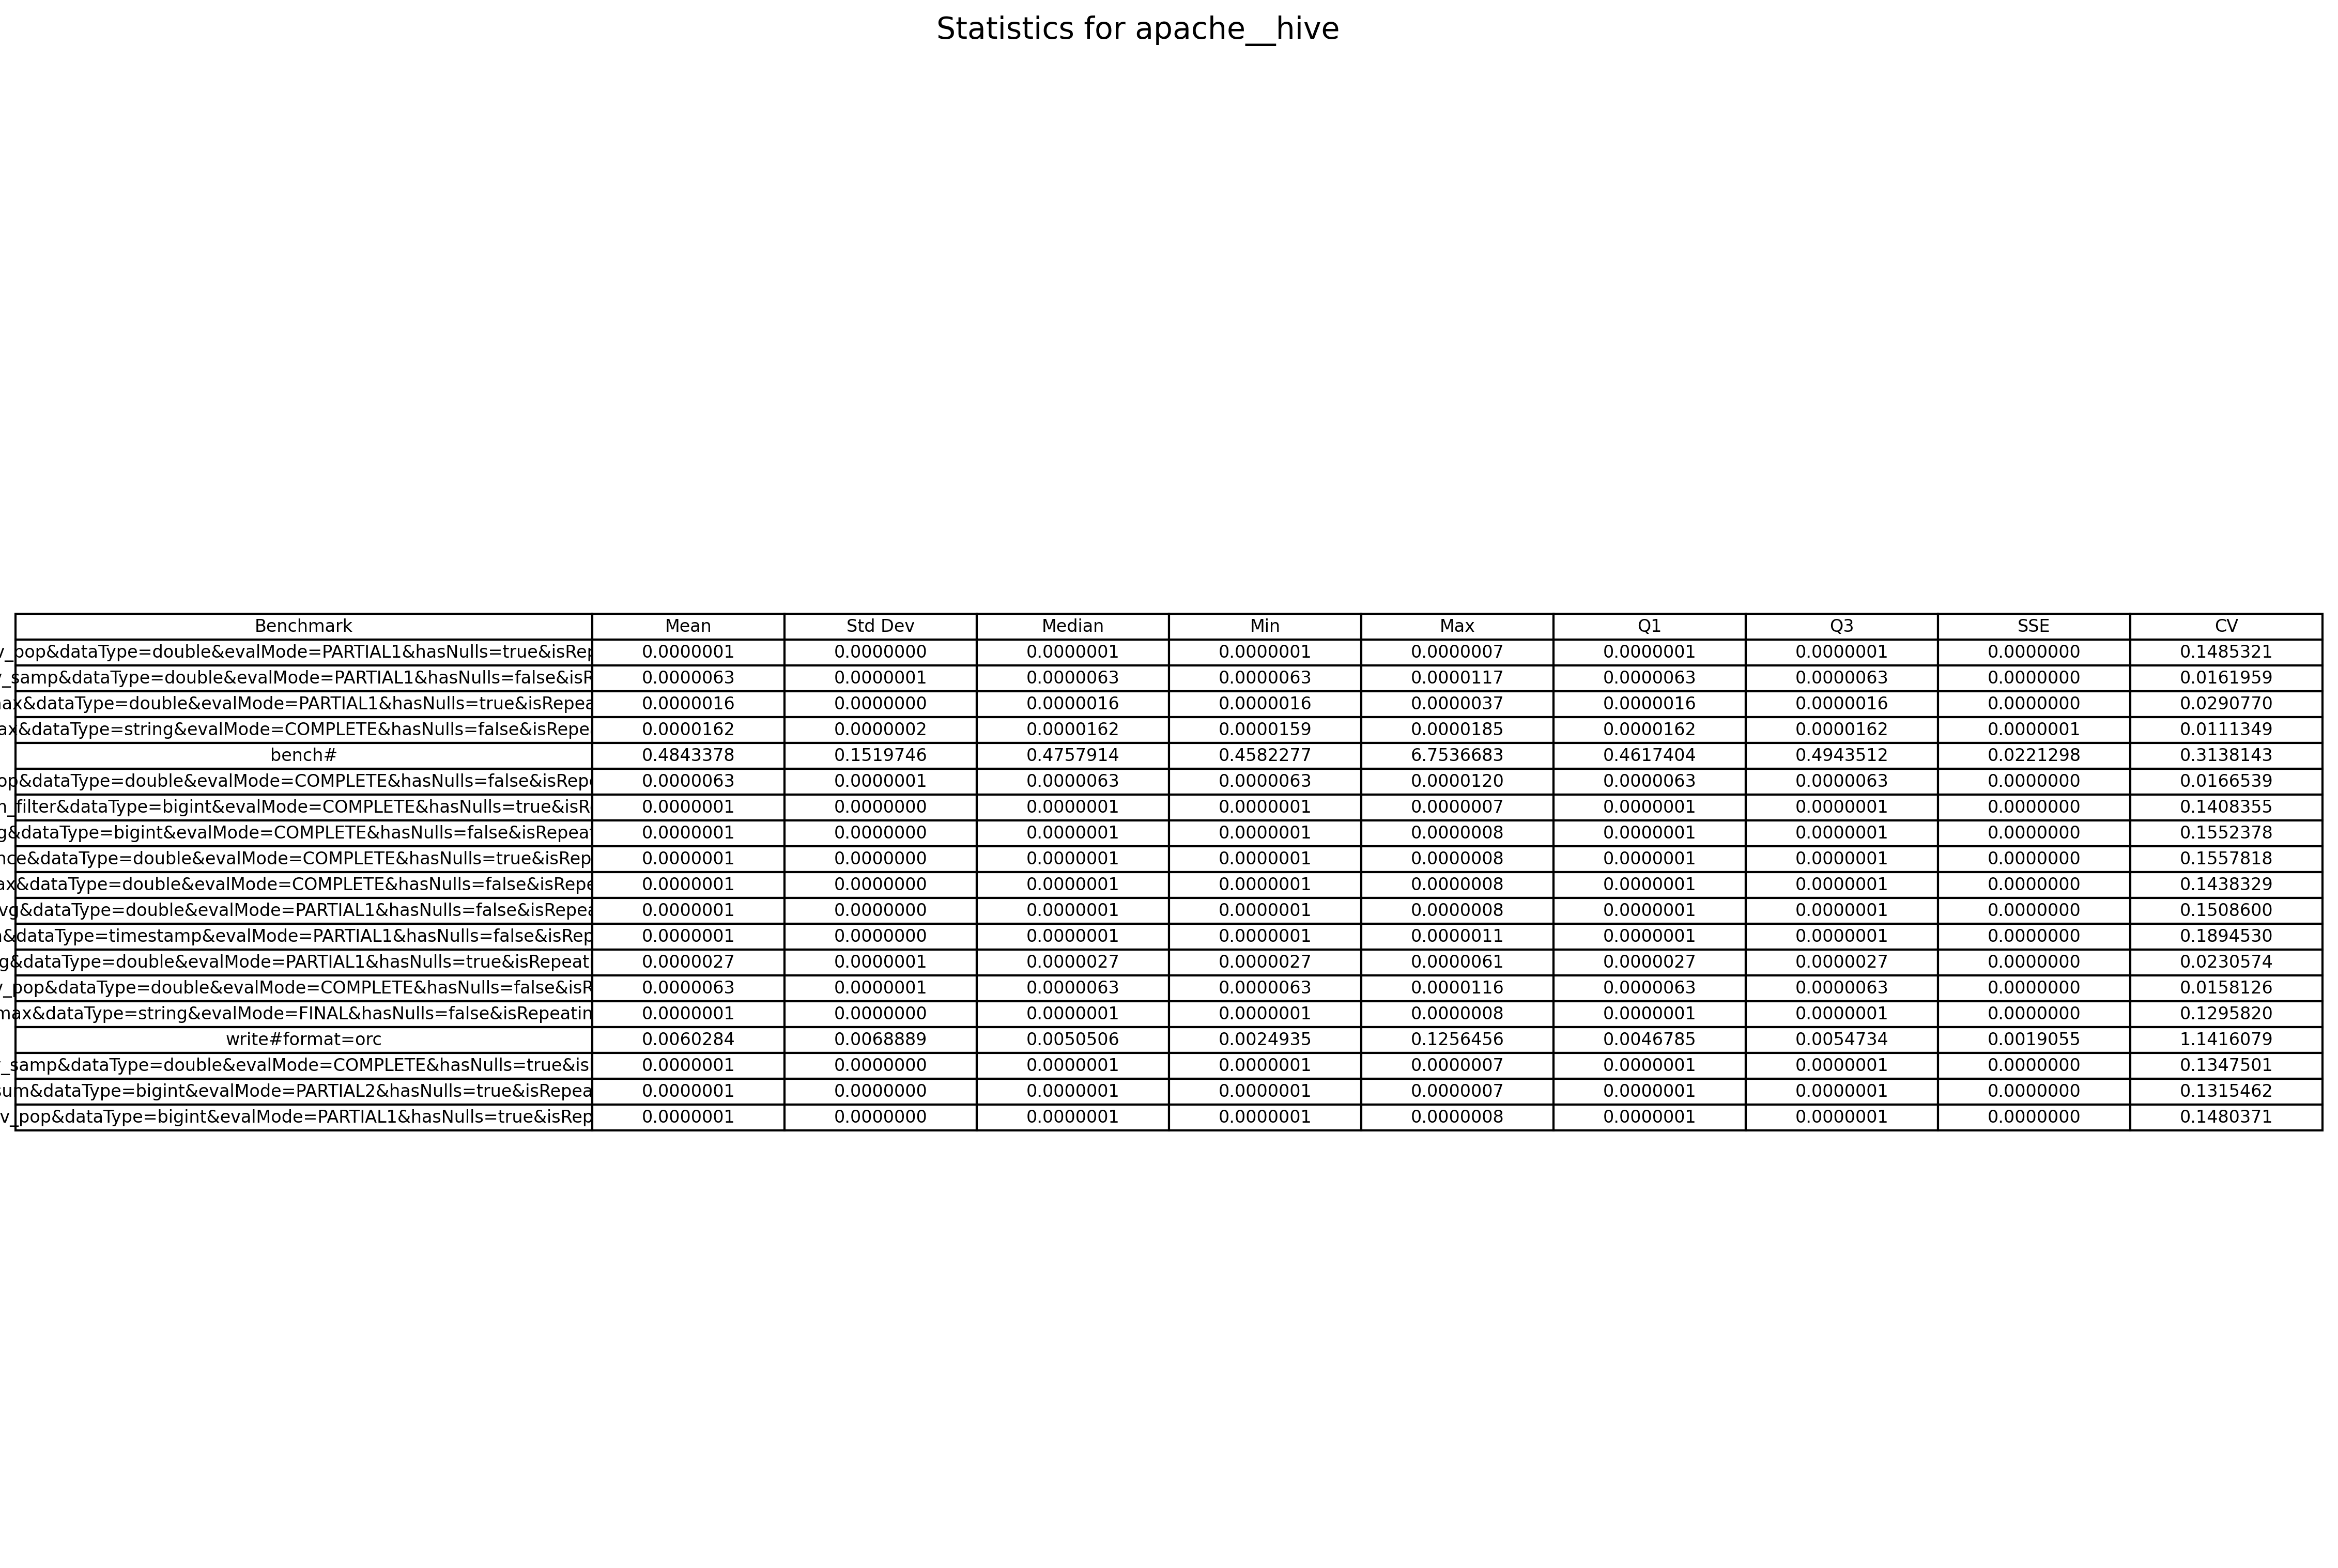 Statistics for apache__hive
Benchmark Mean Std Dev Median Min Max Q1 Q3 SSE CV
v_pop&dataType=double&evalMode=PARTIAL1&hasNulls=true&isRep 0.0000001 0.0000000 0.0000001 0.0000001 0.0000007 0.0000001 0.0000001 0.0000000 0.1485321
_samp&dataType=double&evalMode=PARTIAL1&hasNulls=false&isR 0.0000063 0.0000001 0.0000063 0.0000063 0.0000117 0.0000063 0.0000063 0.0000000 0.0161959
ax&dataType=double&evalMode=PARTIAL1&hasNulls=true&isRepea 0.0000016 0.0000000 0.0000016 0.0000016 0.0000037 0.0000016 0.0000016 0.0000000 0.0290770
ax&dataType=string&evalMode=COMPLETE&hasNulls=false&isRepe 0.0000162 0.0000002 0.0000162 0.0000159 0.0000185 0.0000162 0.0000162 0.0000001 0.0111349
bench# 0.4843378 0.1519746 0.4757914 0.4582277 6.7536683 0.4617404 0.4943512 0.0221298 0.3138143
op&dataType=double&evalMode=COMPLETE&hasNulls=false&isRepe 0.0000063 0.0000001 0.0000063 0.0000063 0.0000120 0.0000063 0.0000063 0.0000000 0.0166539
_filter&dataType=bigint&evalMode=COMPLETE&hasNulls=true&isR 0.0000001 0.0000000 0.0000001 0.0000001 0.0000007 0.0000001 0.0000001 0.0000000 0.1408355
g&dataType=bigint&evalMode=COMPLETE&hasNulls=false&isRepeat 0.0000001 0.0000000 0.0000001 0.0000001 0.0000008 0.0000001 0.0000001 0.0000000 0.1552378
nce&dataType=double&evalMode=COMPLETE&hasNulls=true&isRep 0.0000001 0.0000000 0.0000001 0.0000001 0.0000008 0.0000001 0.0000001 0.0000000 0.1557818
ax&dataType=double&evalMode=COMPLETE&hasNulls=false&isRepe 0.0000001 0.0000000 0.0000001 0.0000001 0.0000008 0.0000001 0.0000001 0.0000000 0.1438329
vg&dataType=double&evalMode=PARTIAL1&hasNulls=false&isRepea 0.0000001 0.0000000 0.0000001 0.0000001 0.0000008 0.0000001 0.0000001 0.0000000 0.1508600
&dataType=timestamp&evalMode=PARTIAL1&hasNulls=false&isRep 0.0000001 0.0000000 0.0000001 0.0000001 0.0000011 0.0000001 0.0000001 0.0000000 0.1894530
g&dataType=double&evalMode=PARTIAL1&hasNulls=true&isRepeati 0.0000027 0.0000001 0.0000027 0.0000027 0.0000061 0.0000027 0.0000027 0.0000000 0.0230574
_pop&dataType=double&evalMode=COMPLETE&hasNulls=false&isR 0.0000063 0.0000001 0.0000063 0.0000063 0.0000116 0.0000063 0.0000063 0.0000000 0.0158126
max&dataType=string&evalMode=FINAL&hasNulls=false&isRepeatin 0.0000001 0.0000000 0.0000001 0.0000001 0.0000008 0.0000001 0.0000001 0.0000000 0.1295820
write#format=orc 0.0060284 0.0068889 0.0050506 0.0024935 0.1256456 0.0046785 0.0054734 0.0019055 1.1416079
_samp&dataType=double&evalMode=COMPLETE&hasNulls=true&is 0.0000001 0.0000000 0.0000001 0.0000001 0.0000007 0.0000001 0.0000001 0.0000000 0.1347501
sum&dataType=bigint&evalMode=PARTIAL2&hasNulls=true&isRepea 0.0000001 0.0000000 0.0000001 0.0000001 0.0000007 0.0000001 0.0000001 0.0000000 0.1315462
v_pop&dataType=bigint&evalMode=PARTIAL1&hasNulls=true&isRep 0.0000001 0.0000000 0.0000001 0.0000001 0.0000008 0.0000001 0.0000001 0.0000000 0.1480371